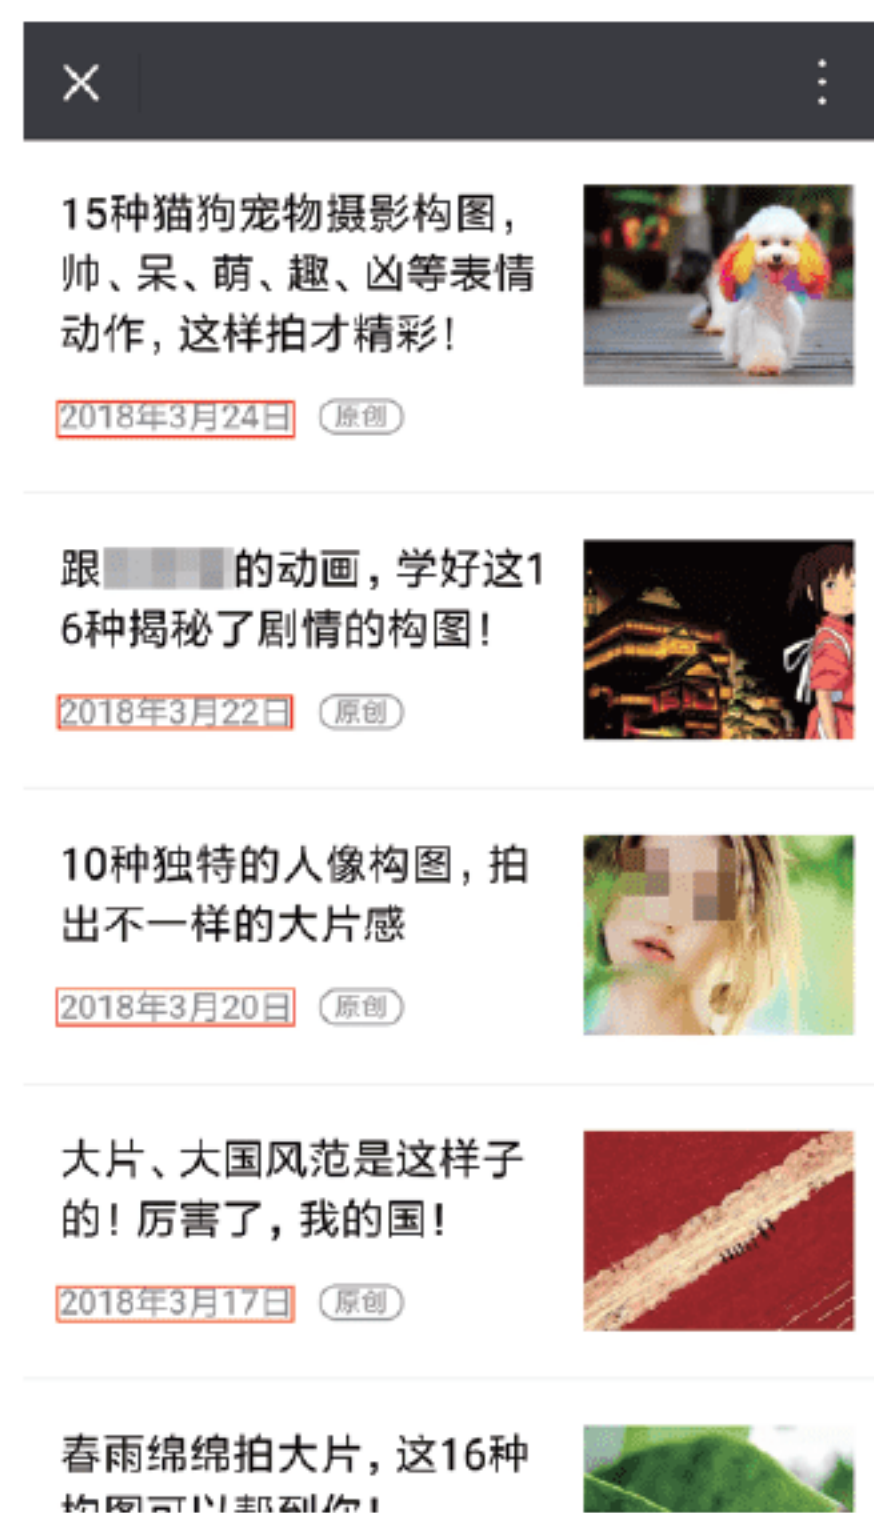 15种猫狗宠物摄影构图，
帅、呆、萌、趣、凶等表情
动作，这样拍才精彩！
2018年3月24日 原创
跟的动画，学好这1
6种揭秘了剧情的构图！
2018年3月22日 原创
10种独特的人像构图，拍
出不一样的大片感
2018年3月20日 原创
大片、大国风范是这样子
的！厉害了，我的国！
2018年3月17日 原创
春雨绵绵拍大片，这16种
构图可以帮到你！